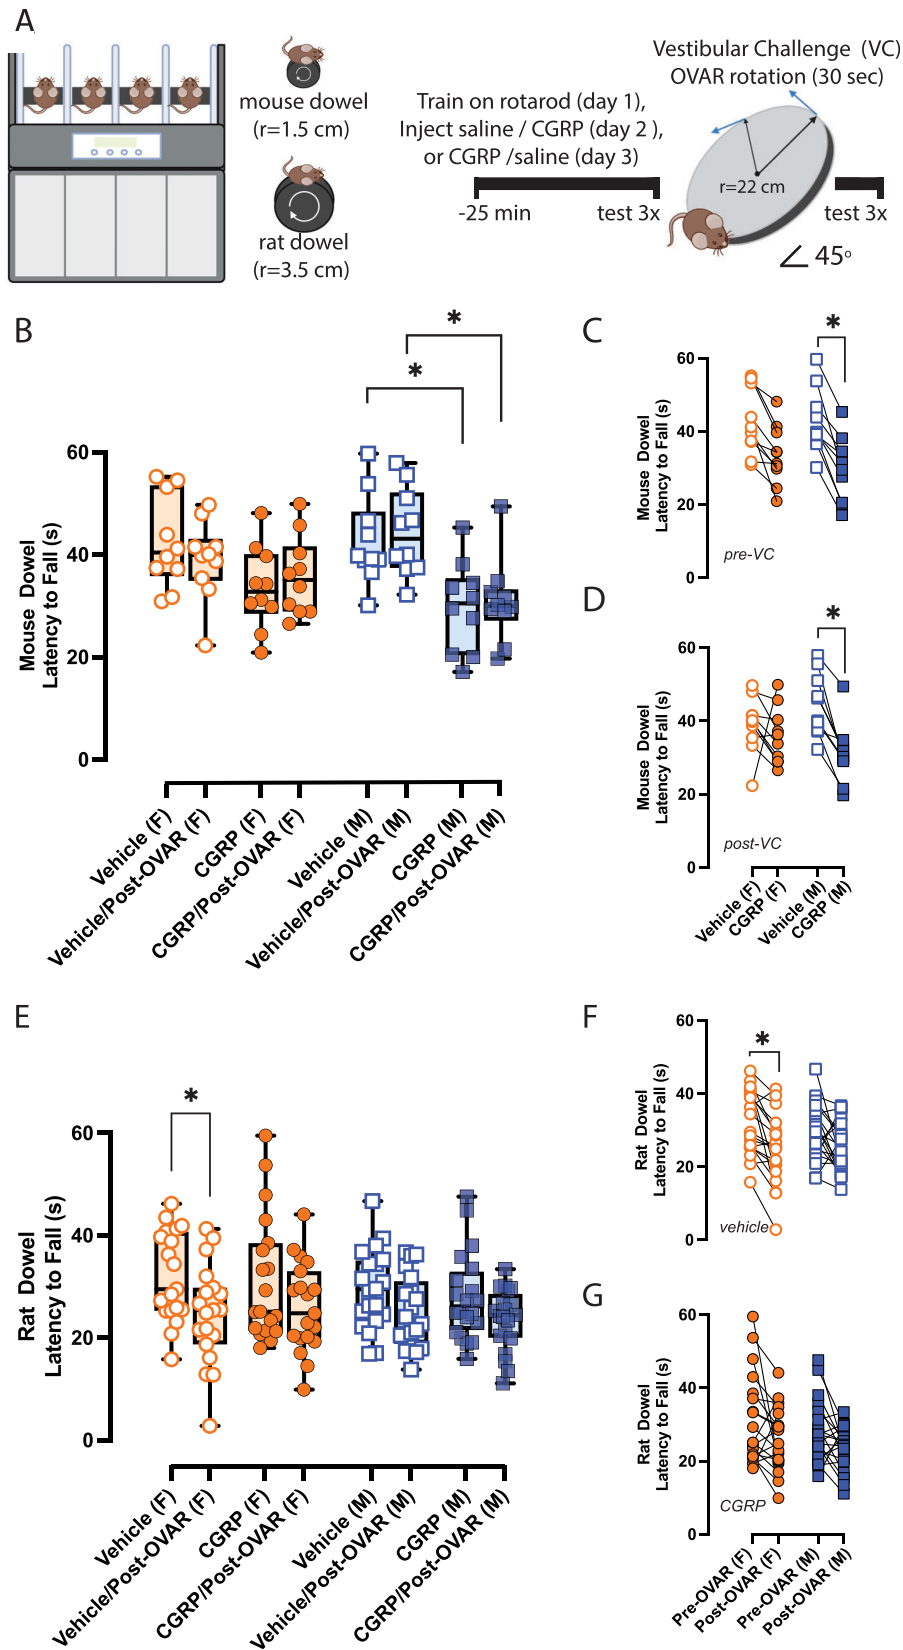 A
mouse dowel
(r=1.5 cm)
rat dowel
(r=3.5 cm)
Train on rotarod (day 1),
Inject saline / CGRP (day 2 ),
or CGRP /saline (day 3)
-25 min
test 3x
Vestibular Challenge (VC)
OVAR rotation (30 sec)
r=22 cm
45°
test 3x
B
Mouse Dowel
Latency to Fall (s)
60
40
20
0
*
*
Vehicle (F)
Vehicle/Post-OVAR (F)
CGRP (F)
CGRP/Post-OVAR (F)
Vehicle (M)
Vehicle/Post-OVAR (M)
CGRP (M)
CGRP/Post-OVAR (M)
C
Mouse Dowel
Latency to Fall (s)
60
40
20
0
*
pre-VC
D
Mouse Dowel
Latency to Fall (s)
60
40
20
0
*
post-VC
Vehicle (F)
CGRP (F)
Vehicle (M)
CGRP (M)
E
Rat Dowel
Latency to Fall (s)
60
40
20
0
*
Vehicle (F)
Vehicle/Post-OVAR (F)
CGRP (F)
CGRP/Post-OVAR (F)
Vehicle (M)
Vehicle/Post-OVAR (M)
CGRP (M)
CGRP/Post-OVAR (M)
F
Rat Dowel
Latency to Fall (s)
60
40
20
0
*
vehicle
G
Rat Dowel
Latency to Fall (s)
60
40
20
0
CGRP
Pre-OVAR (F)
Post-OVAR (F)
Pre-OVAR (M)
Post-OVAR (M)